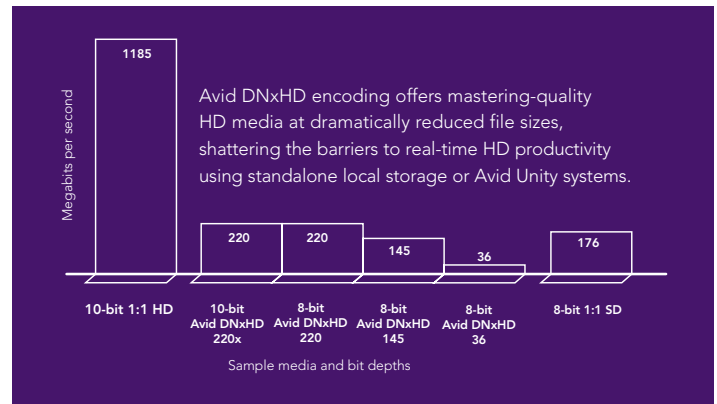 1185
Avid DNxHD encoding offers mastering-quality
HD media at dramatically reduced file sizes,
shattering the barriers to real-time HD productivity
using standalone local storage or Avid Unity systems.
Megabits per second
220
220
145
36
176
10-bit 1:1 HD
10-bit
Avid DNxHD
220x
8-bit
Avid DNxHD
220
8-bit
Avid DNxHD
145
8-bit
Avid DNxHD
36
8-bit 1:1 SD
Sample media and bit depths